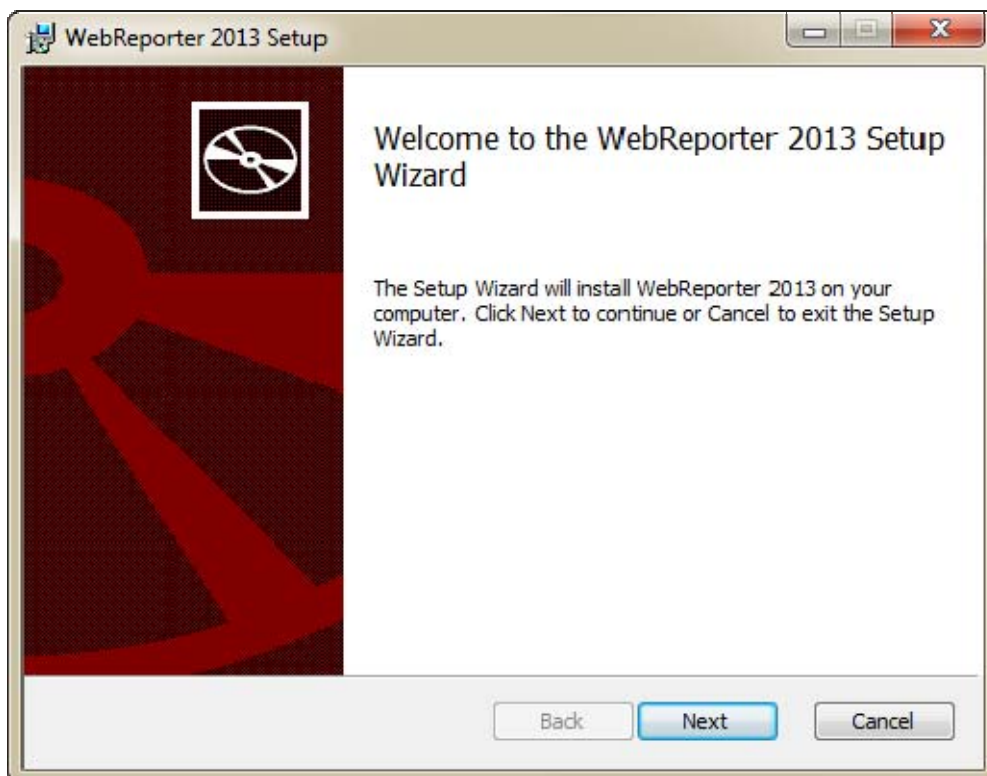 WebReporter 2013 Setup
Welcome to the WebReporter 2013 Setup
Wizard
The Setup Wizard will install WebReporter 2013 on your
computer. Click Next to continue or Cancel to exit the Setup
Wizard.
Back Next Cancel